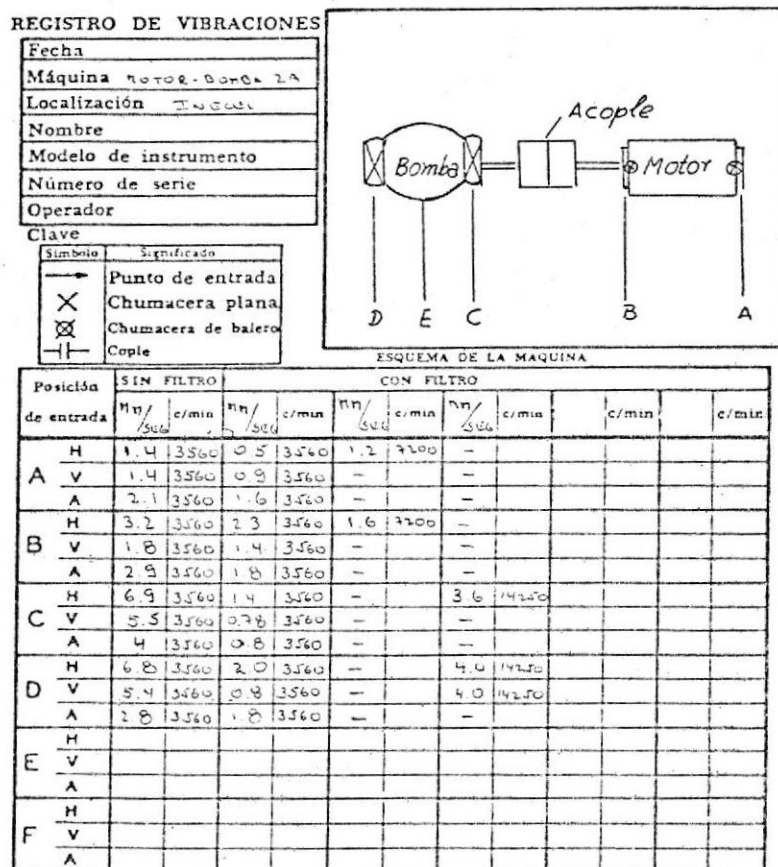 REGISTRO DE VIBRACIONES
Fecha
Máquina MOTOR-BOMBA 2A
Localización
Nombre
Modelo de instrumento
Número de serie
Operador
Clave
Símbolo Significado
Punto de entrada
Chumacera plana
Chumacera de balero
Cople
Acople
Bomba Motor
D E C B A
ESQUEMA DE LA MAQUINA
Posición de entrada SIN FILTRO CON FILTRO
mm/seg c/min mm/seg c/min mm/seg c/min mm/seg c/min c/min c/min
A H 1.4 3560 0.5 3560 1.2 7200 -
V 1.4 3560 0.9 3560 - -
A 2.1 3560 1.6 3560 - -
B H 3.2 3560 2.3 3560 1.6 7200 -
V 1.8 3560 1.4 3560 - -
A 2.9 3560 1.8 3560 - -
C H 6.9 3560 1.4 3560 - 3.6 14250
V 5.5 3560 0.78 3560 - -
A 4 3560 0.8 3560 - -
D H 6.8 3560 2.0 3560 - 4.0 14250
V 5.4 3560 0.8 3560 - 4.0 14250
A 2.8 3560 1.8 3560 - -
E H
V
A
F H
V
A